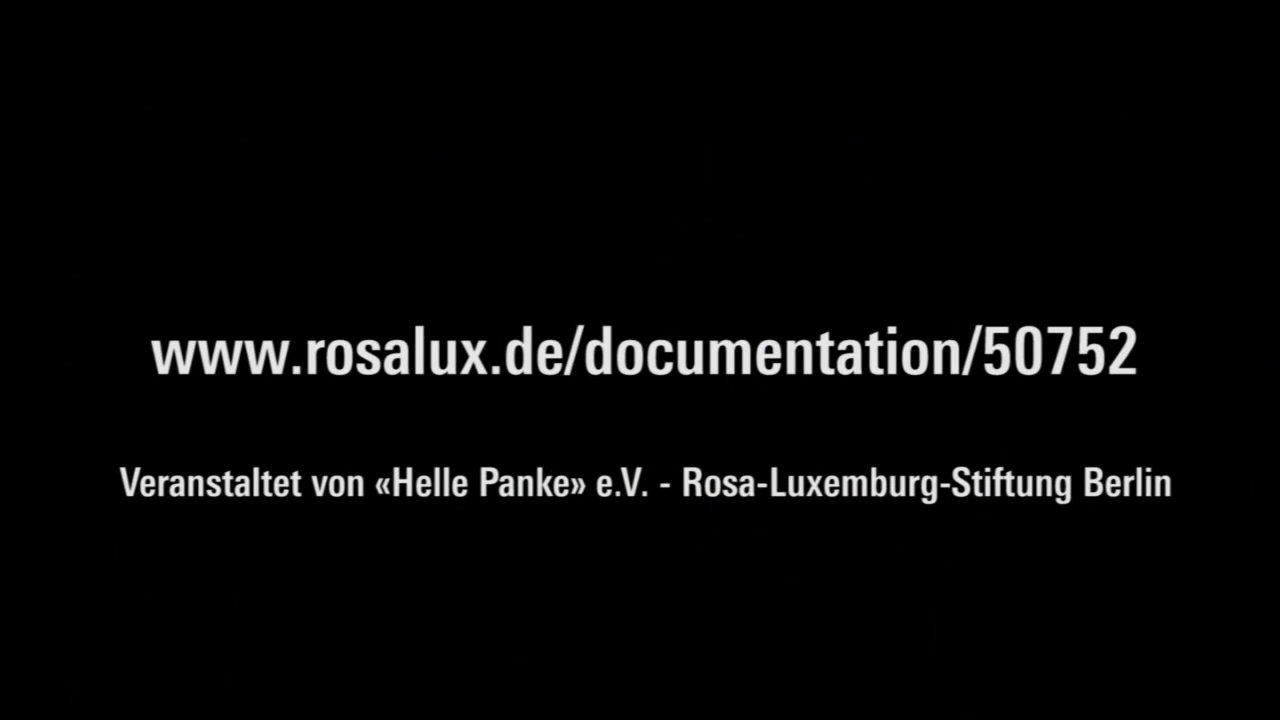 www.rosalux.de/documentation/50752
Veranstaltet von «Helle Panke» e.V. - Rosa-Luxemburg-Stiftung Berlin